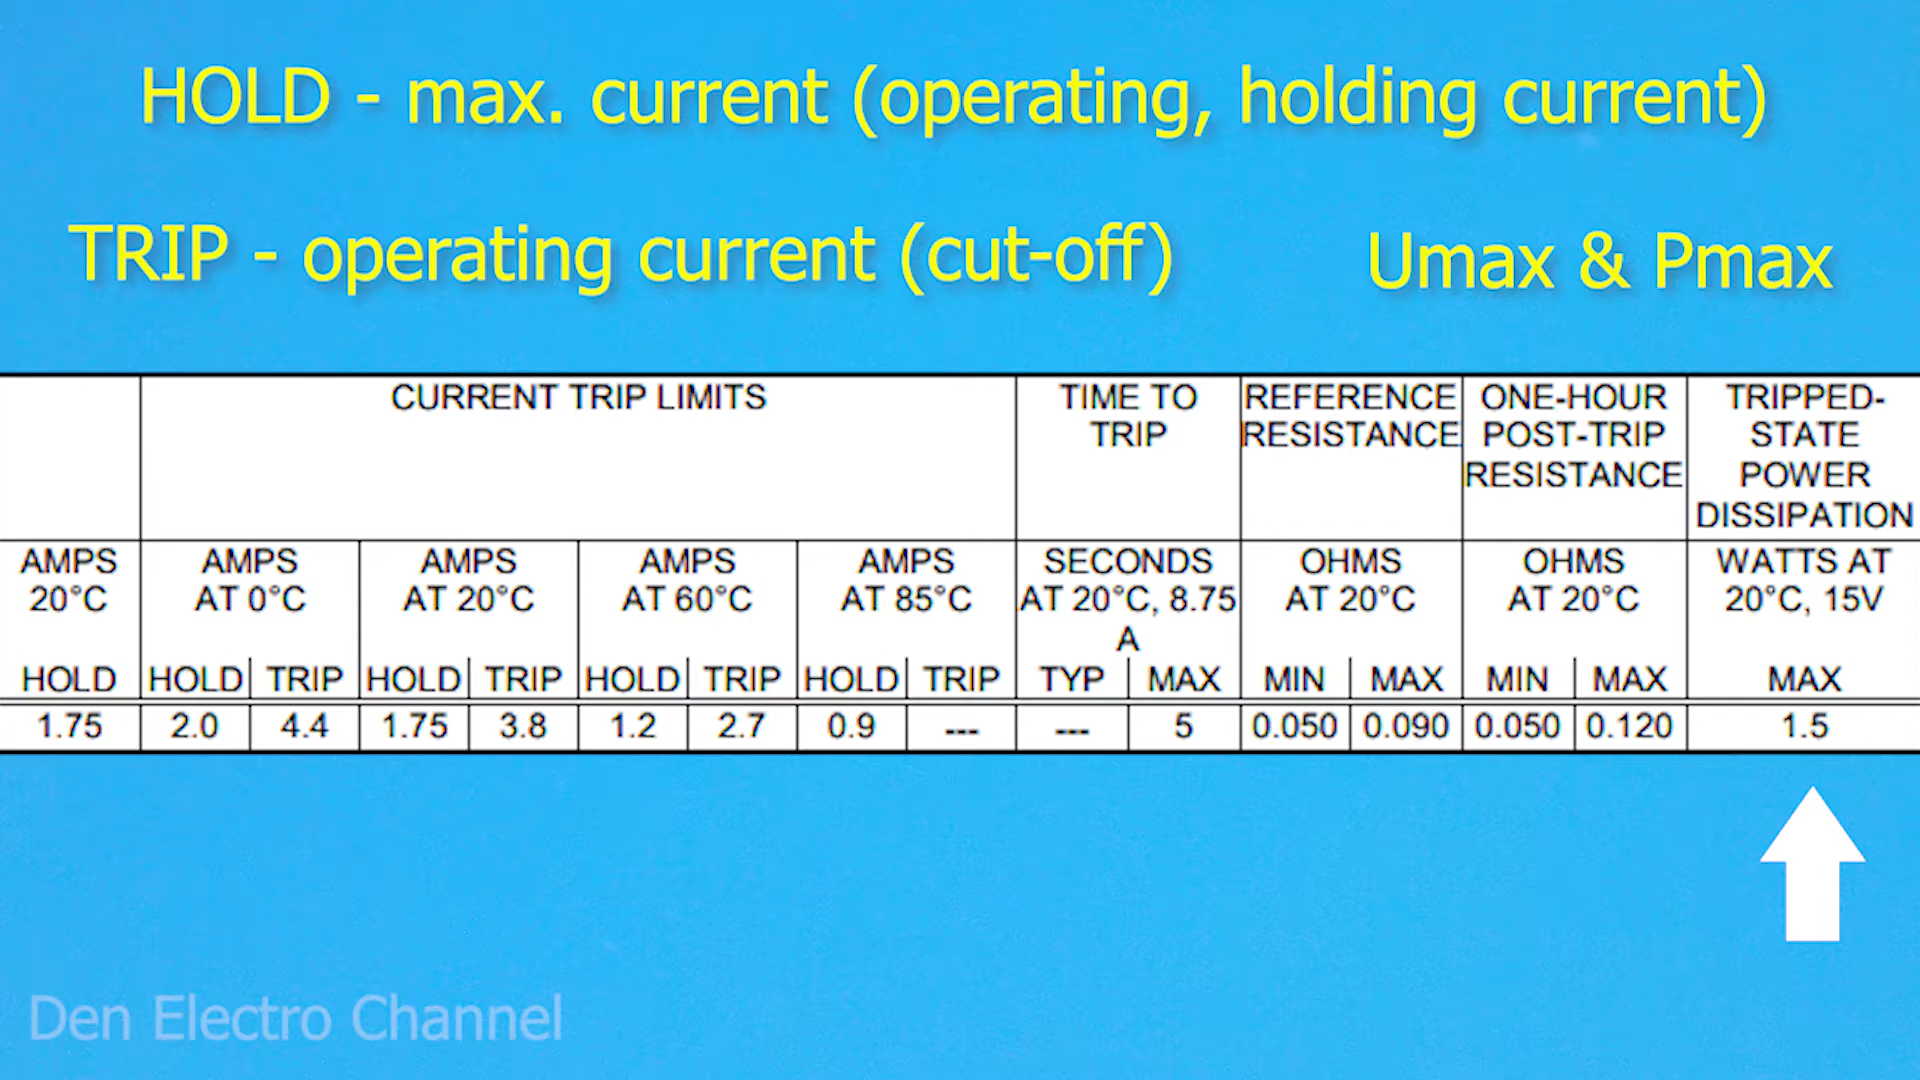 HOLD - max. current (operating, holding current)
TRIP - operating current (cut-off)
Umax & Pmax
CURRENT TRIP LIMITS
TIME TO
TRIP
REFERENCE
RESISTANCE
ONE-HOUR
POST-TRIP
RESISTANCE
TRIPPED-
STATE
POWER
DISSIPATION
AMPS
20°C
HOLD
AMPS
AT 0°C
HOLD TRIP
AMPS
AT 20°C
HOLD TRIP
AMPS
AT 60°C
HOLD TRIP
AMPS
AT 85°C
HOLD TRIP
SECONDS
AT 20°C, 8.75
A
TYP MAX
OHMS
AT 20°C
MIN MAX
OHMS
AT 20°C
MIN MAX
WATTS AT
20°C, 15V
MAX
1.75 2.0 4.4 1.75 3.8 1.2 2.7 0.9 --- --- 5 0.050 0.090 0.050 0.120 1.5
Den Electro Channel